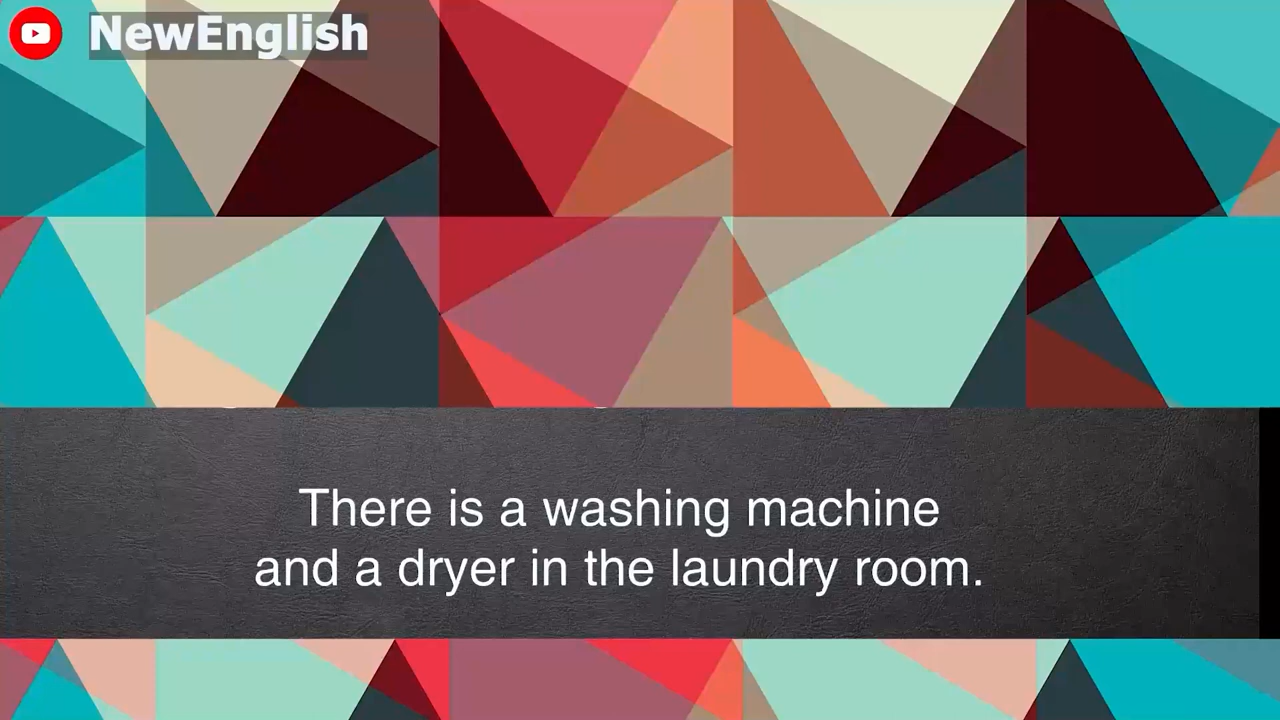 NewEnglish
There is a washing machine
and a dryer in the laundry room.